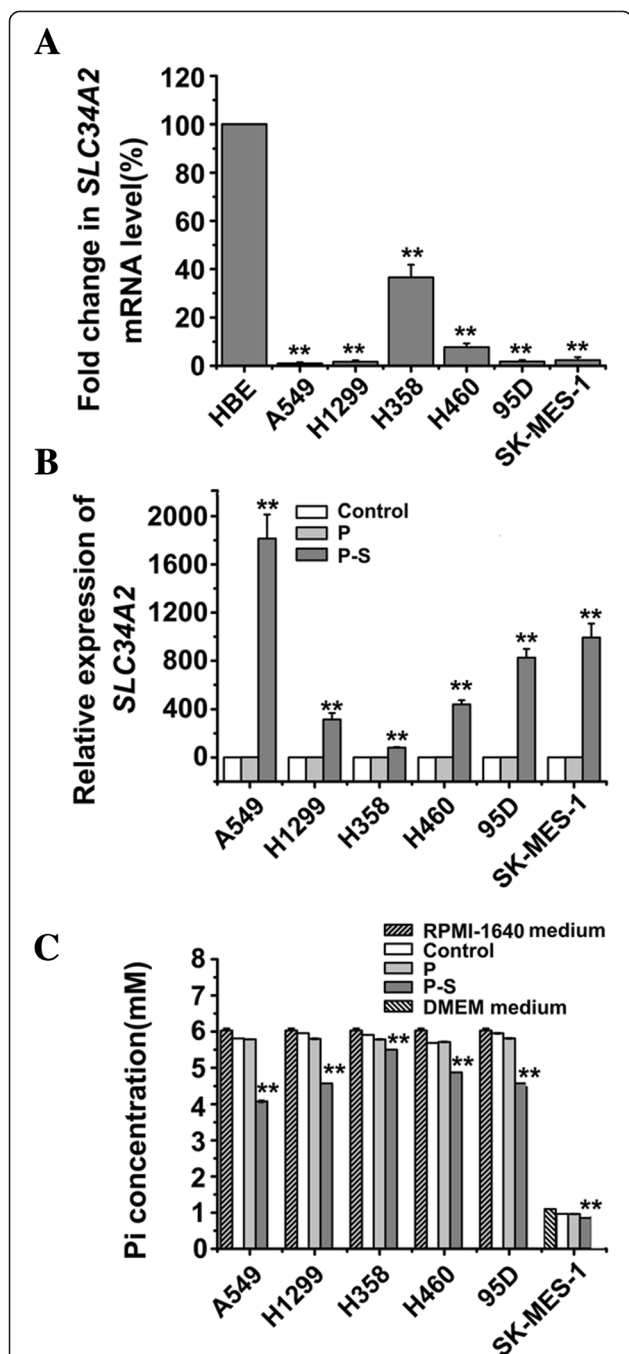 A
Fold change in SLC34A2
mRNA level(%)
120
100
80
60
40
20
0
**
**
**
**
**
**
HBE
A549
H1299
H358
H460
95D
SK-MES-1
B
Relative expression of
SLC34A2
2000
1600
1200
800
400
0
Control
P
P-S
**
**
**
**
**
**
A549
H1299
H358
H460
95D
SK-MES-1
C
RPMI-1640 medium
Control
P
P-S
DMEM medium
Pi concentration(mM)
8
7
6
5
4
3
2
1
0
**
**
**
**
**
**
A549
H1299
H358
H460
95D
SK-MES-1